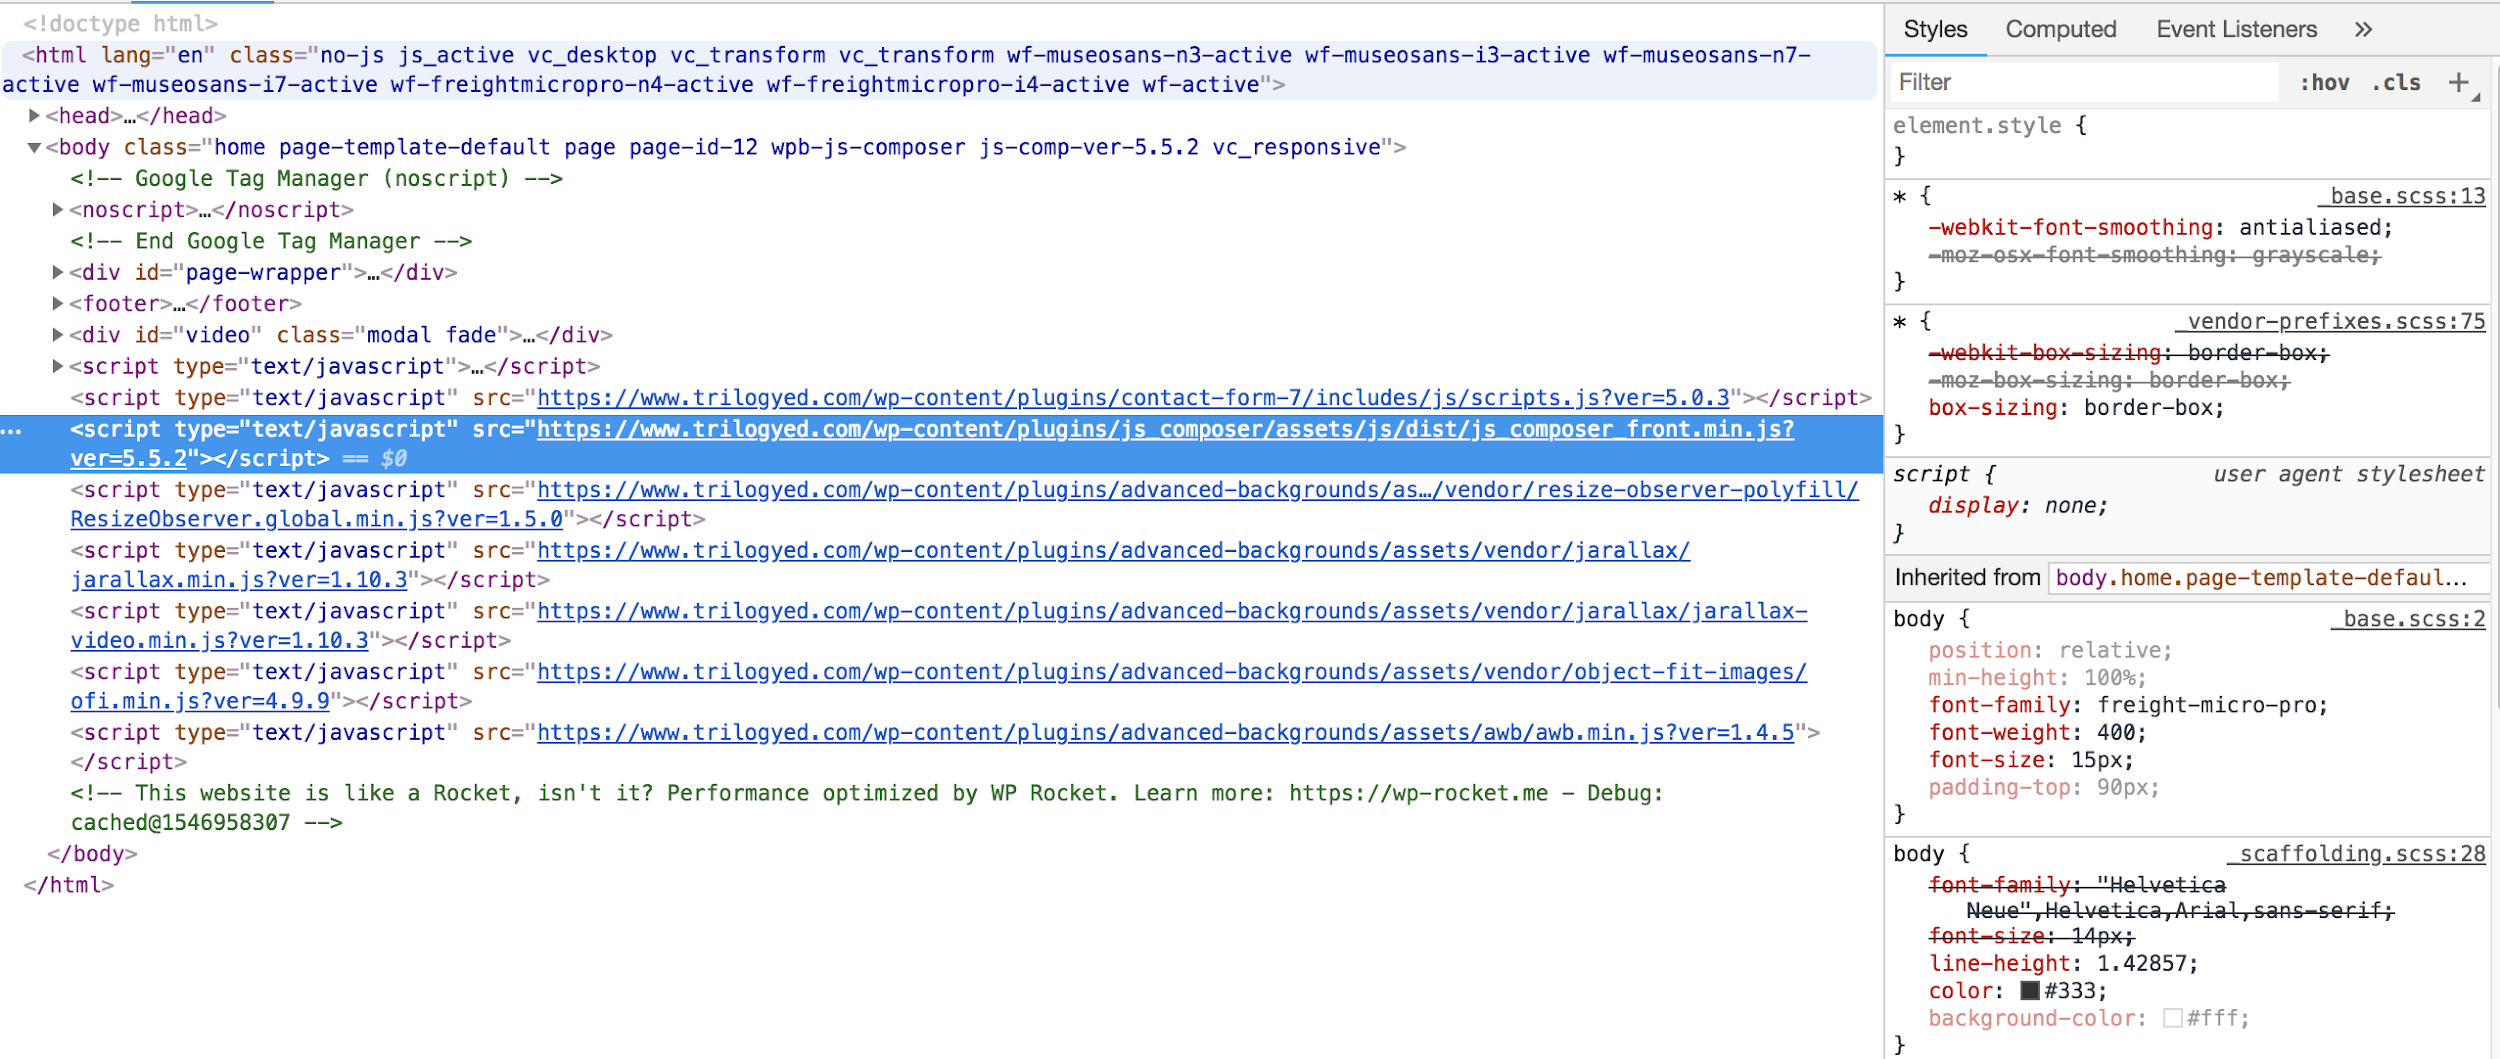 <!doctype html>
<html lang="en" class="no-js js_active vc_desktop vc_transform vc_transform wf-museosans-n3-active wf-museosans-i3-active wf-museosans-n7-
active wf-museosans-i7-active wf-freightmicropro-n4-active wf-freightmicropro-i4-active wf-active">
<head>…</head>
<body class="home page-template-default page page-id-12 wpb-js-composer js-comp-ver-5.5.2 vc_responsive">
<!-- Google Tag Manager (noscript) -->
<noscript>…</noscript>
<!-- End Google Tag Manager -->
<div id="page-wrapper">…</div>
<footer>…</footer>
<div id="video" class="modal fade">…</div>
<script type="text/javascript">…</script>
<script type="text/javascript" src="https://www.trilogyed.com/wp-content/plugins/contact-form-7/includes/js/scripts.js?ver=5.0.3"></script>
… <script type="text/javascript" src="https://www.trilogyed.com/wp-content/plugins/js_composer/assets/js/dist/js_composer_front.min.js?
ver=5.5.2"></script> == $0
<script type="text/javascript" src="https://www.trilogyed.com/wp-content/plugins/advanced-backgrounds/as…/vendor/resize-observer-polyfill/
ResizeObserver.global.min.js?ver=1.5.0"></script>
<script type="text/javascript" src="https://www.trilogyed.com/wp-content/plugins/advanced-backgrounds/assets/vendor/jarallax/
jarallax.min.js?ver=1.10.3"></script>
<script type="text/javascript" src="https://www.trilogyed.com/wp-content/plugins/advanced-backgrounds/assets/vendor/jarallax/jarallax-
video.min.js?ver=1.10.3"></script>
<script type="text/javascript" src="https://www.trilogyed.com/wp-content/plugins/advanced-backgrounds/assets/vendor/object-fit-images/
ofi.min.js?ver=4.9.9"></script>
<script type="text/javascript" src="https://www.trilogyed.com/wp-content/plugins/advanced-backgrounds/assets/awb/awb.min.js?ver=1.4.5">
</script>
<!-- This website is like a Rocket, isn't it? Performance optimized by WP Rocket. Learn more: https://wp-rocket.me - Debug:
cached@1546958307 -->
</body>
</html>
Styles Computed Event Listeners »
Filter :hov .cls +
element.style {
}
* { _base.scss:13
-webkit-font-smoothing: antialiased;
-moz-osx-font-smoothing: grayscale;
}
* { _vendor-prefixes.scss:75
-webkit-box-sizing: border-box;
-moz-box-sizing: border-box;
box-sizing: border-box;
}
script { user agent stylesheet
display: none;
}
Inherited from body.home.page-template-defaul…
body { _base.scss:2
position: relative;
min-height: 100%;
font-family: freight-micro-pro;
font-weight: 400;
font-size: 15px;
padding-top: 90px;
}
body { _scaffolding.scss:28
font-family: "Helvetica
Neue",Helvetica,Arial,sans-serif;
font-size: 14px;
line-height: 1.42857;
color: #333;
background-color: #fff;
}